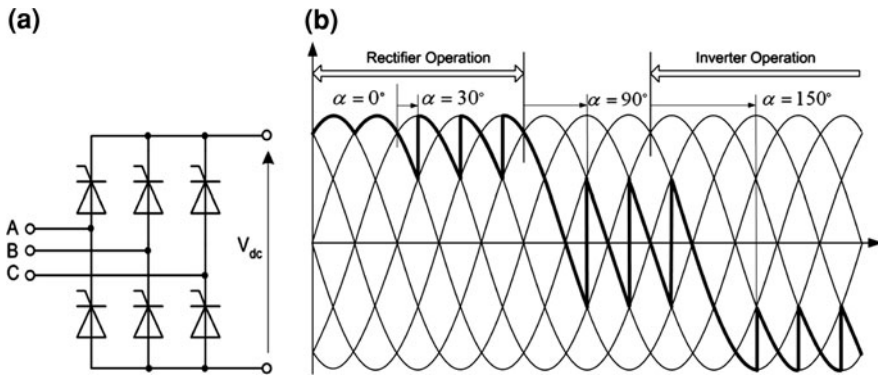 (a)
A
B
C
V_dc
(b)
Rectifier Operation
Inverter Operation
α = 0°
α = 30°
α = 90°
α = 150°